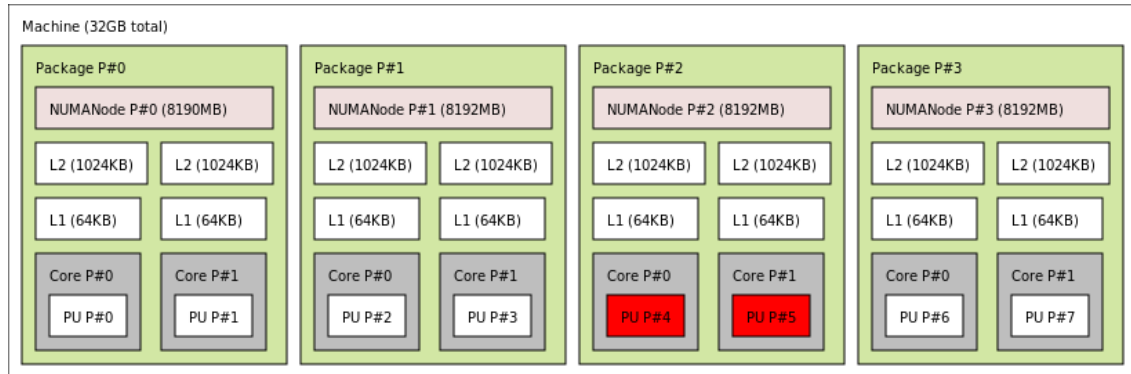 Machine (32GB total)
Package P#0
NUMANode P#0 (8190MB)
L2 (1024KB) L2 (1024KB)
L1 (64KB) L1 (64KB)
Core P#0 Core P#1
PU P#0 PU P#1
Package P#1
NUMANode P#1 (8192MB)
L2 (1024KB) L2 (1024KB)
L1 (64KB) L1 (64KB)
Core P#0 Core P#1
PU P#2 PU P#3
Package P#2
NUMANode P#2 (8192MB)
L2 (1024KB) L2 (1024KB)
L1 (64KB) L1 (64KB)
Core P#0 Core P#1
PU P#4 PU P#5
Package P#3
NUMANode P#3 (8192MB)
L2 (1024KB) L2 (1024KB)
L1 (64KB) L1 (64KB)
Core P#0 Core P#1
PU P#6 PU P#7